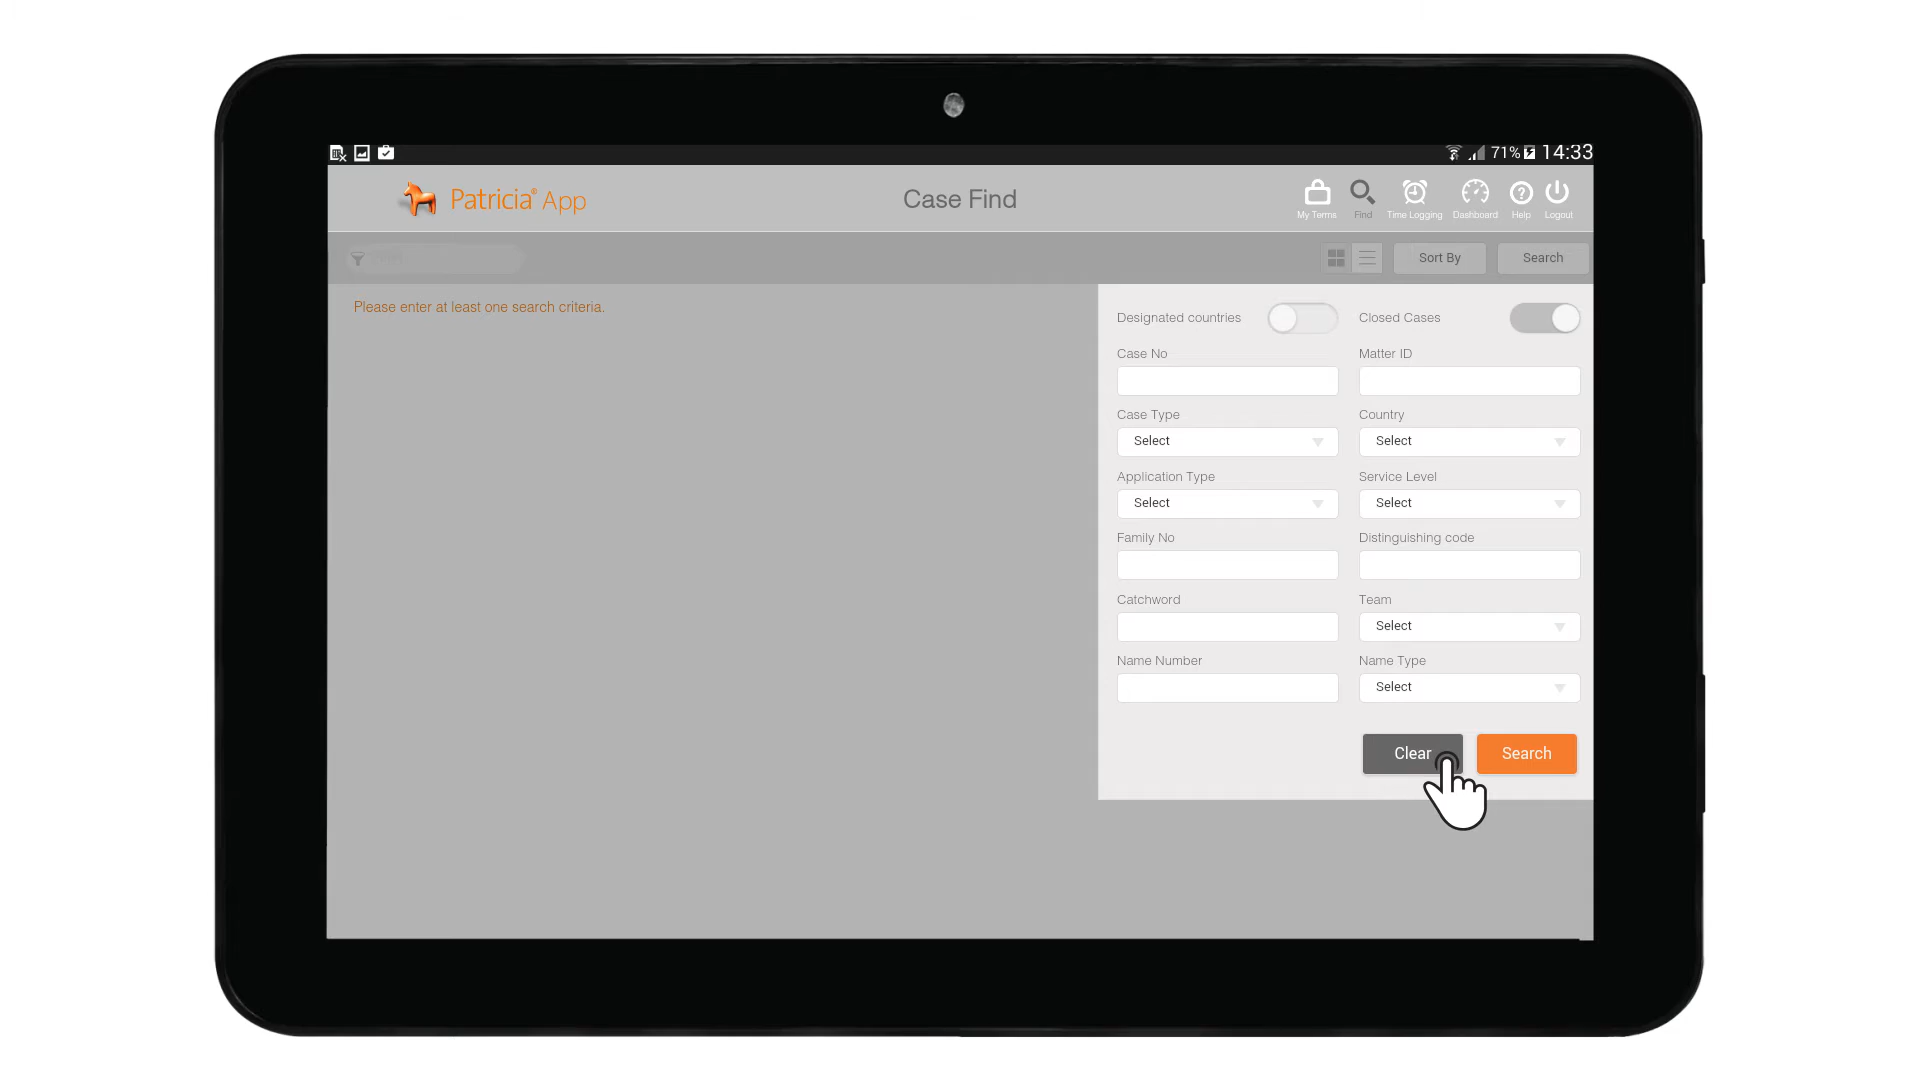 71% 14:33
Patricia® App
Case Find
My Terms Find Time Logging Dashboard Help Logout
Sort By Search
Please enter at least one search criteria.
Designated countries Closed Cases
Case No Matter ID
Case Type Country
Select Select
Application Type Service Level
Select Select
Family No Distinguishing code
Catchword Team
Select
Name Number Name Type
Select
Clear Search